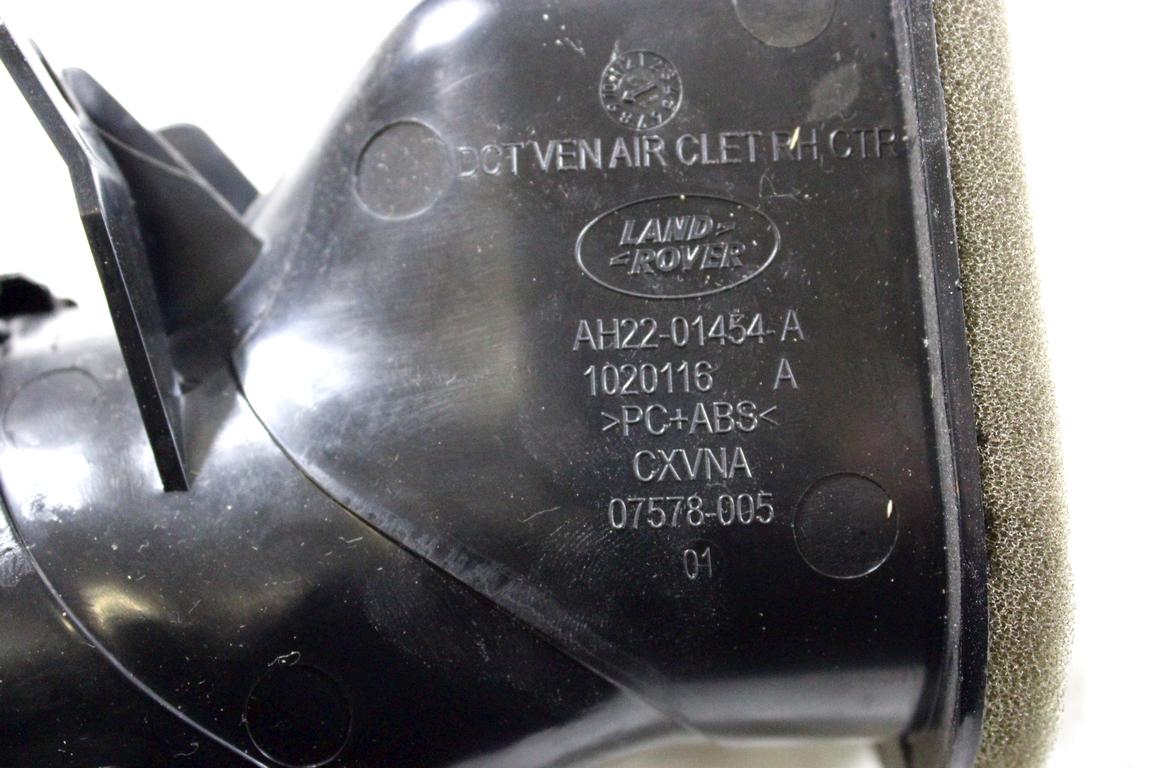 DCT VEN AIR CLET RH CTR
LAND
ROVER
AH22-01454-A
1020116 A
>PC+ABS<
CXVNA
07578-005
01